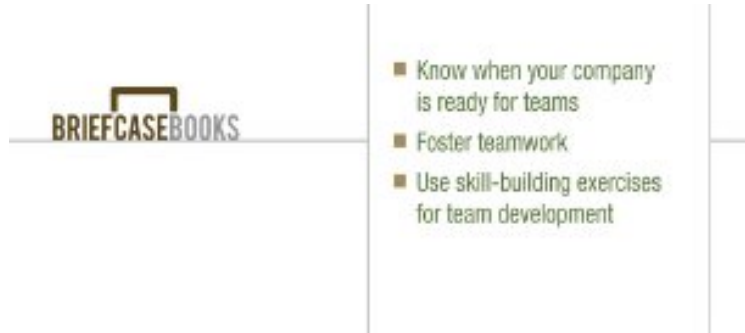 BRIEFCASEBOOKS
Know when your company
is ready for teams
Foster teamwork
Use skill-building exercises
for team development